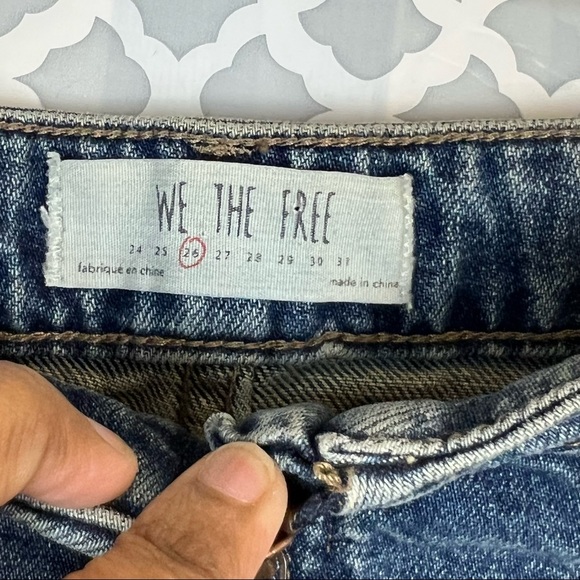 WE THE FREE
24 25 26 27 28 29 30 31
fabriqué en chine
made in china